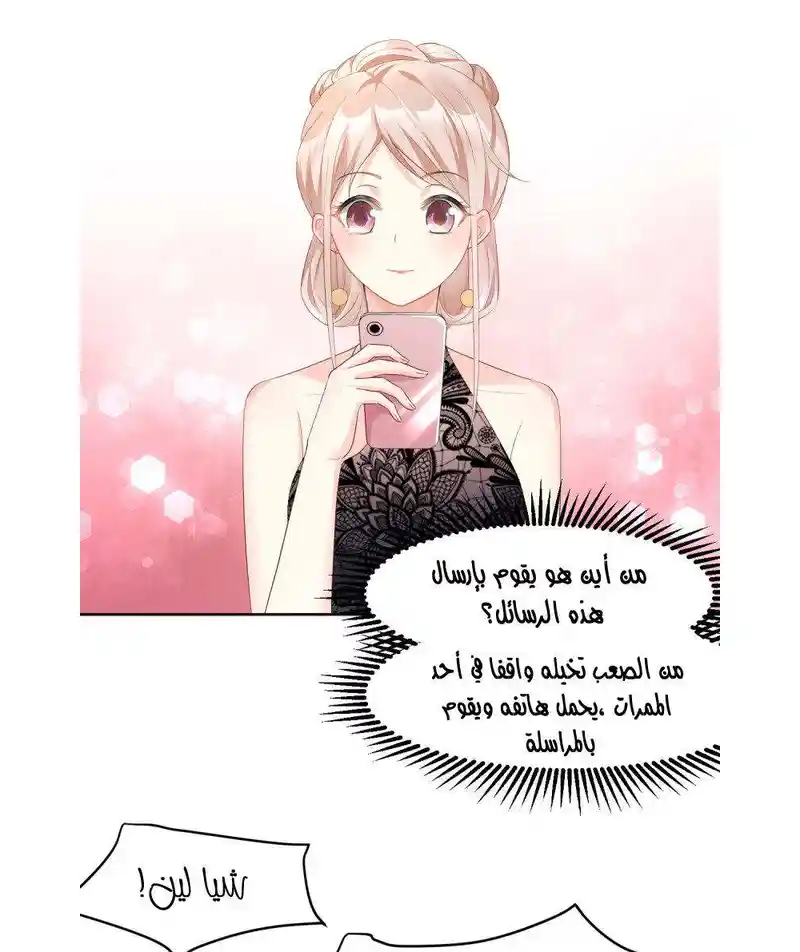 من أين هو يقوم بإرسال
هذه الرسائل؟
من الصعب تخيله واقفا في أحد
الممرات ،يحمل هاتفه ويقوم
بالمراسلة
شيا لين!